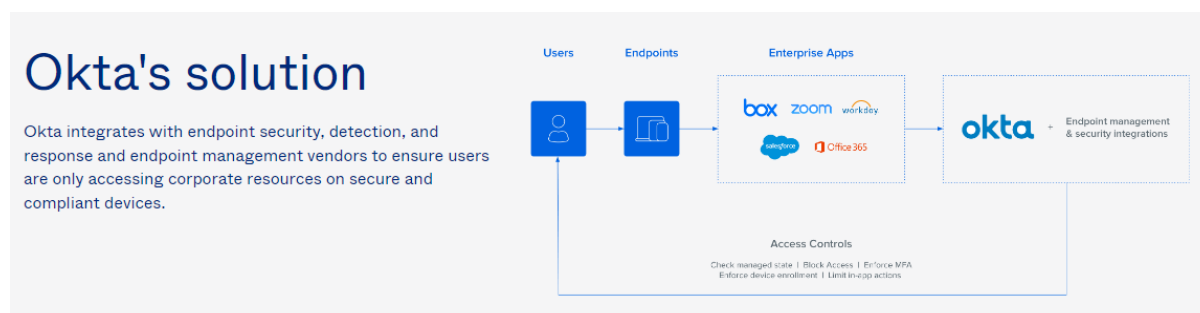 Okta's solution
Okta integrates with endpoint security, detection, and
response and endpoint management vendors to ensure users
are only accessing corporate resources on secure and
compliant devices.
Users
Endpoints
Enterprise Apps
box zoom workday
salesforce Office 365
okta + Endpoint management
& security integrations
Access Controls
Check managed state | Block Access | Enforce MFA
Enforce device enrollment | Limit in-app actions